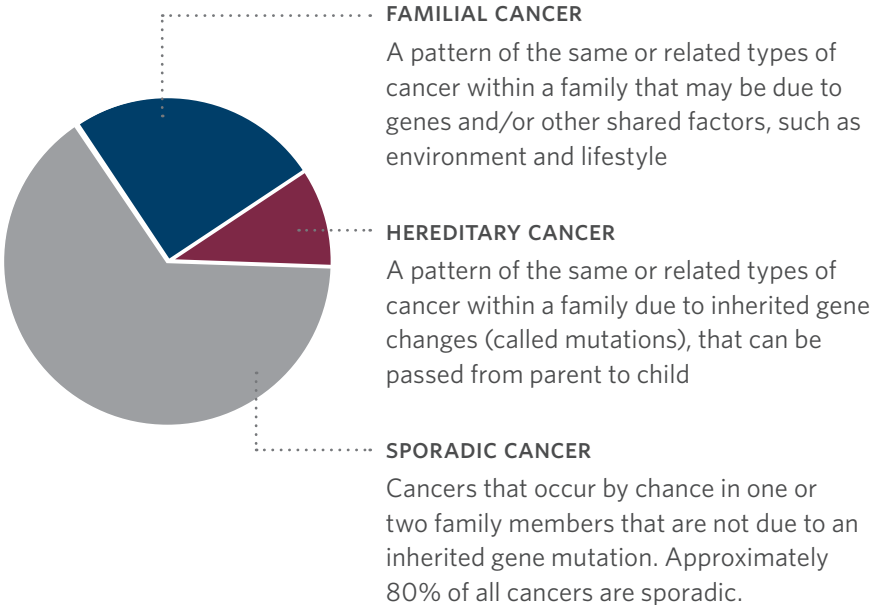 FAMILIAL CANCER
A pattern of the same or related types of
cancer within a family that may be due to
genes and/or other shared factors, such as
environment and lifestyle
HEREDITARY CANCER
A pattern of the same or related types of
cancer within a family due to inherited gene
changes (called mutations), that can be
passed from parent to child
SPORADIC CANCER
Cancers that occur by chance in one or
two family members that are not due to an
inherited gene mutation. Approximately
80% of all cancers are sporadic.